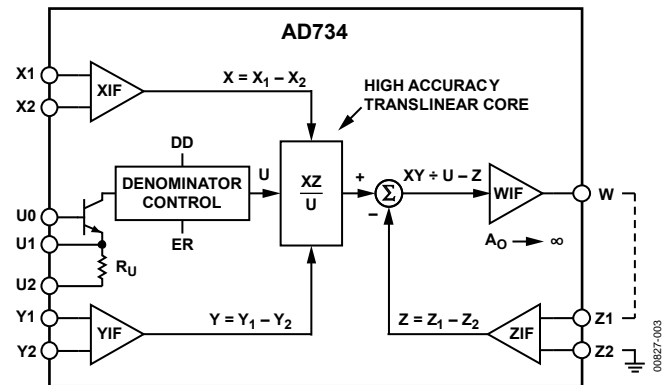 AD734
X1
X2
XIF
X = X1 – X2
HIGH ACCURACY
TRANSLINEAR CORE
DD
DENOMINATOR
CONTROL
ER
U
XZ
U
+
–
Σ
XY ÷ U – Z
WIF
AO → ∞
W
U0
U1
U2
RU
Y1
Y2
YIF
Y = Y1 – Y2
Z = Z1 – Z2
ZIF
Z1
Z2
00827-003